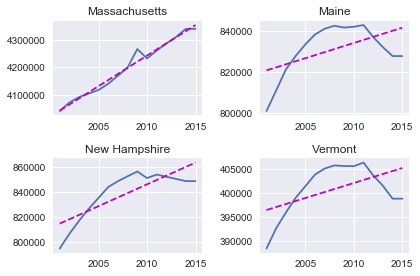 Massachusetts
4300000
4200000
4100000
2005 2010 2015
Maine
840000
820000
800000
2005 2010 2015
New Hampshire
860000
840000
820000
800000
2005 2010 2015
Vermont
405000
400000
395000
390000
2005 2010 2015